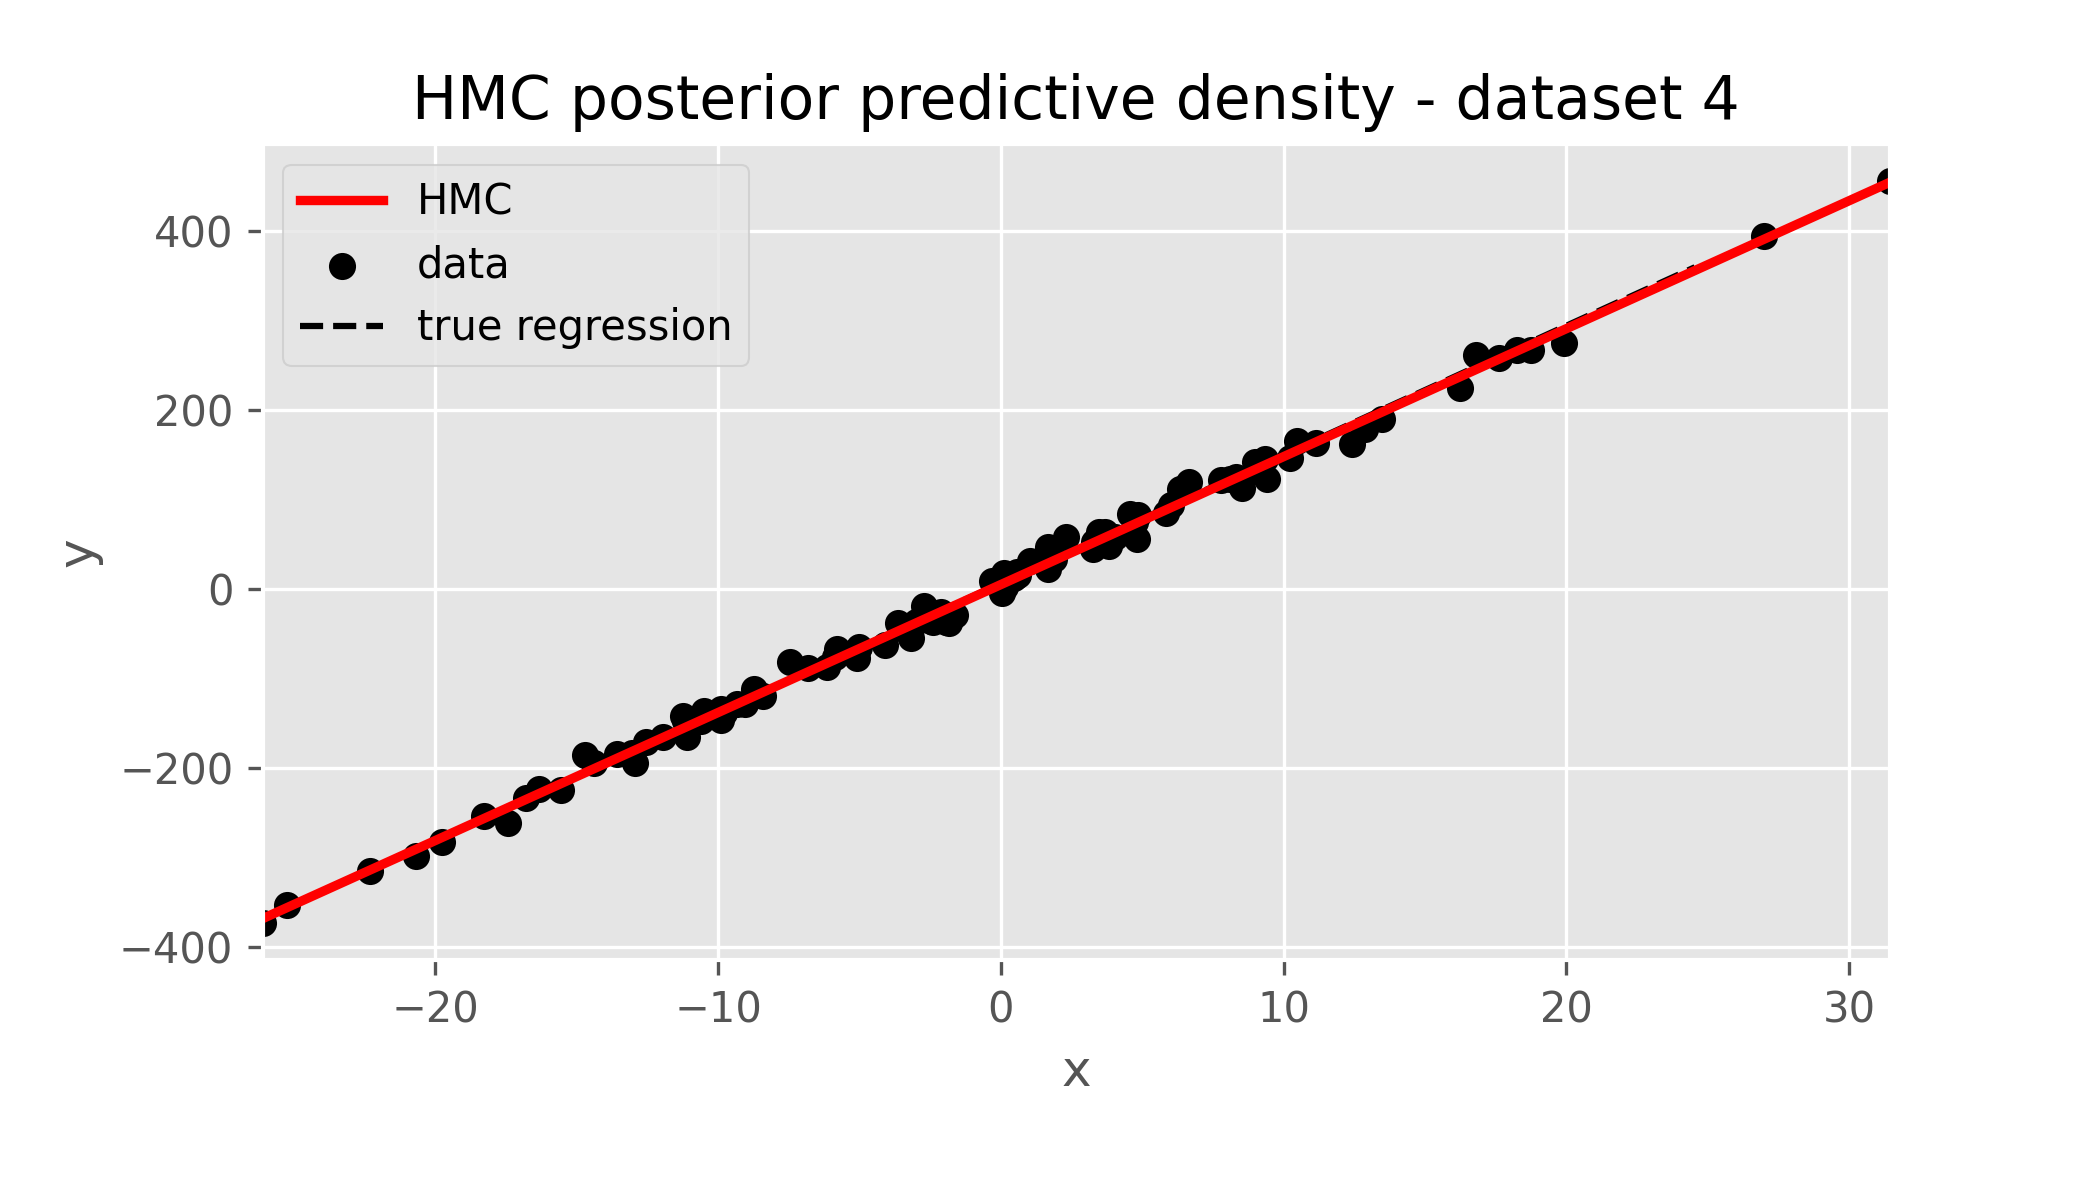 HMC posterior predictive density - dataset 4
HMC
data
true regression
400
200
0
−200
−400
y
−20 −10 0 10 20 30
x